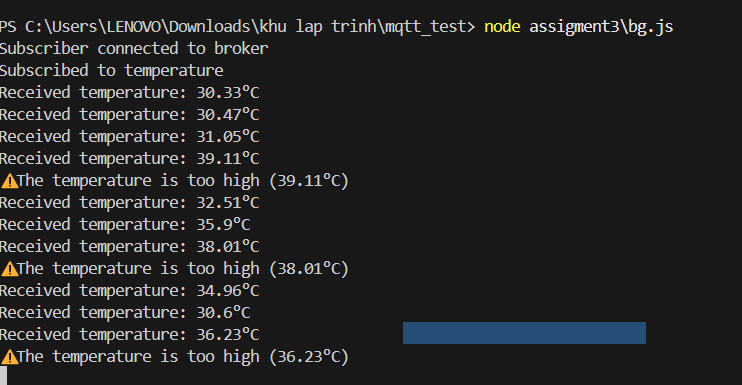 PS C:\Users\LENOVO\Downloads\khu lap trinh\mqtt_test> node assigment3\bg.js
Subscriber connected to broker
Subscribed to temperature
Received temperature: 30.33°C
Received temperature: 30.47°C
Received temperature: 31.05°C
Received temperature: 39.11°C
⚠️The temperature is too high (39.11°C)
Received temperature: 32.51°C
Received temperature: 35.9°C
Received temperature: 38.01°C
⚠️The temperature is too high (38.01°C)
Received temperature: 34.96°C
Received temperature: 30.6°C
Received temperature: 36.23°C
⚠️The temperature is too high (36.23°C)